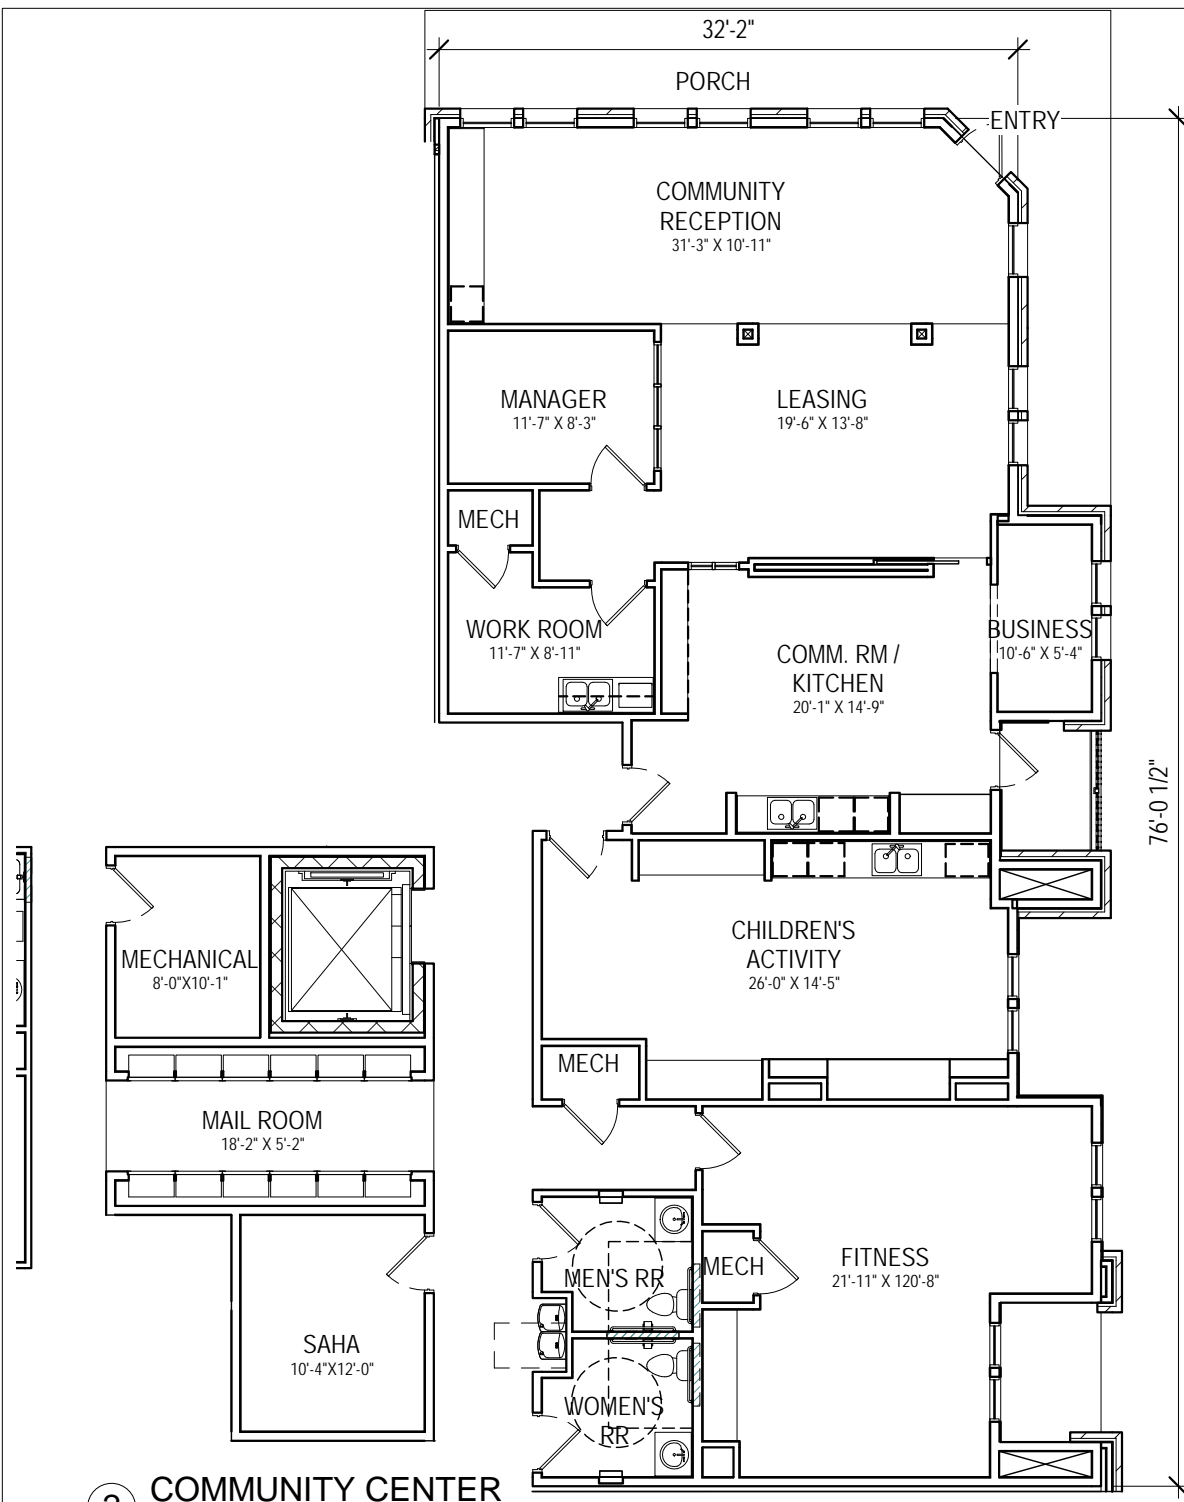 32'-2"
PORCH
ENTRY
COMMUNITY
RECEPTION
31'-3" X 10'-11"
MANAGER
11'-7" X 8'-3"
LEASING
19'-6" X 13'-8"
MECH
WORK ROOM
11'-7" X 8'-11"
BUSINESS
10'-6" X 5'-4"
COMM. RM /
KITCHEN
20'-1" X 14'-9"
76'-0 1/2"
CHILDREN'S
ACTIVITY
26'-0" X 14'-5"
MECHANICAL
8'-0"X10'-1"
MECH
MAIL ROOM
18'-2" X 5'-2"
FITNESS
21'-11" X 120'-8"
MECH
MEN'S RR
SAHA
10'-4"X12'-0"
WOMEN'S
RR
COMMUNITY CENTER